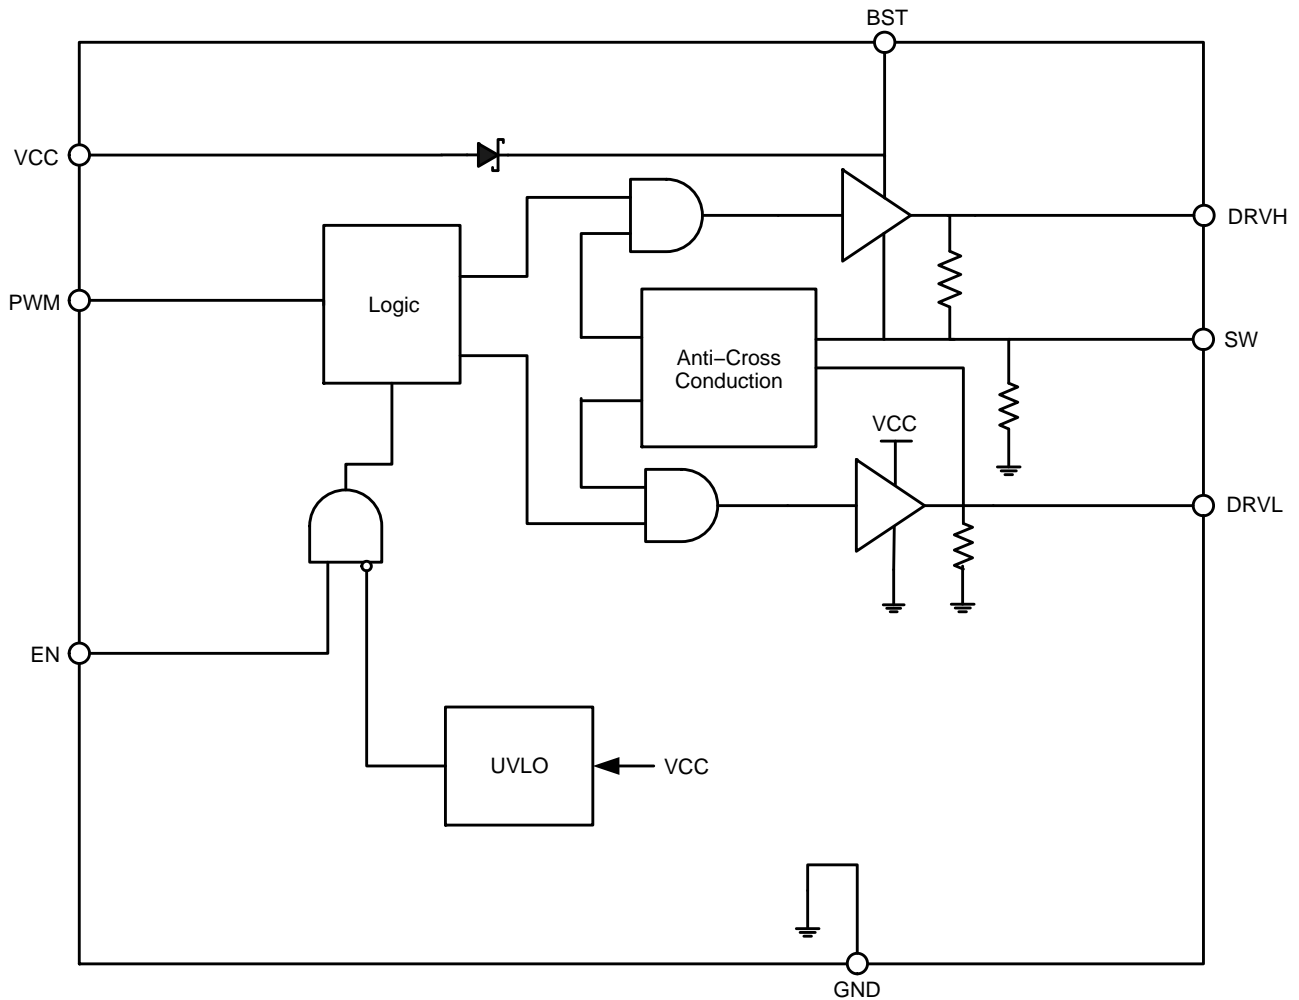 BST
VCC
DRVH
PWM
Logic
SW
Anti–Cross
Conduction
VCC
DRVL
EN
UVLO
VCC
GND